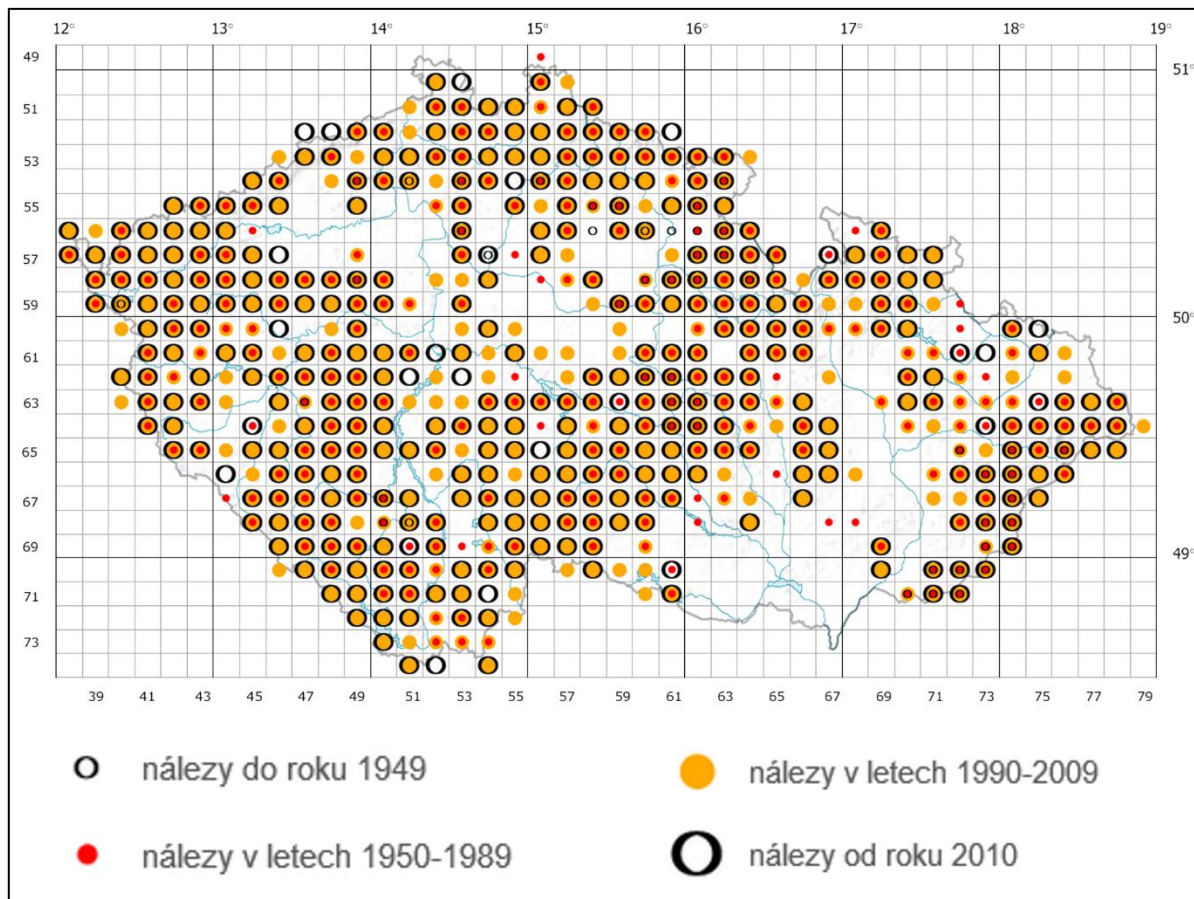 12° 13° 14° 15° 16° 17° 18° 19°
49
51°
51
53
55
57
59
50°
61
63
65
67
69
49°
71
73
39 41 43 45 47 49 51 53 55 57 59 61 63 65 67 69 71 73 75 77 79
nálezy do roku 1949
nálezy v letech 1990-2009
nálezy v letech 1950-1989
nálezy od roku 2010